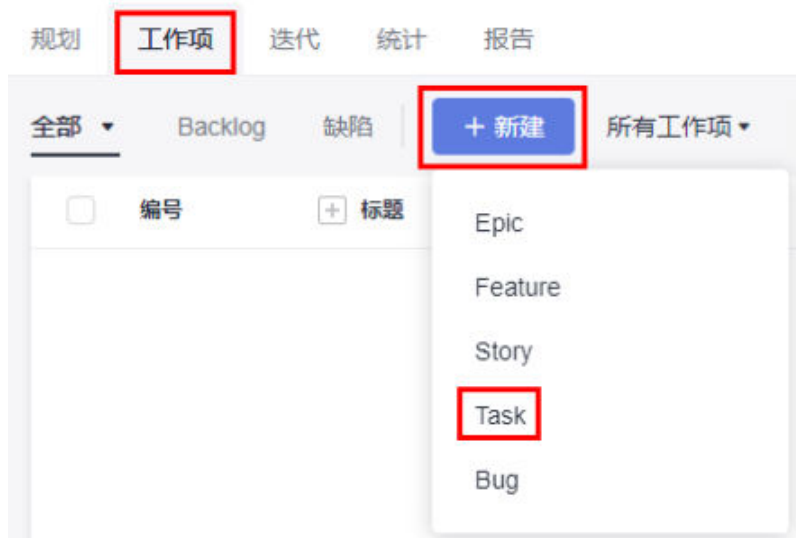 规划 工作项 迭代 统计 报告
全部 Backlog 缺陷 + 新建 所有工作项
编号 标题
Epic
Feature
Story
Task
Bug